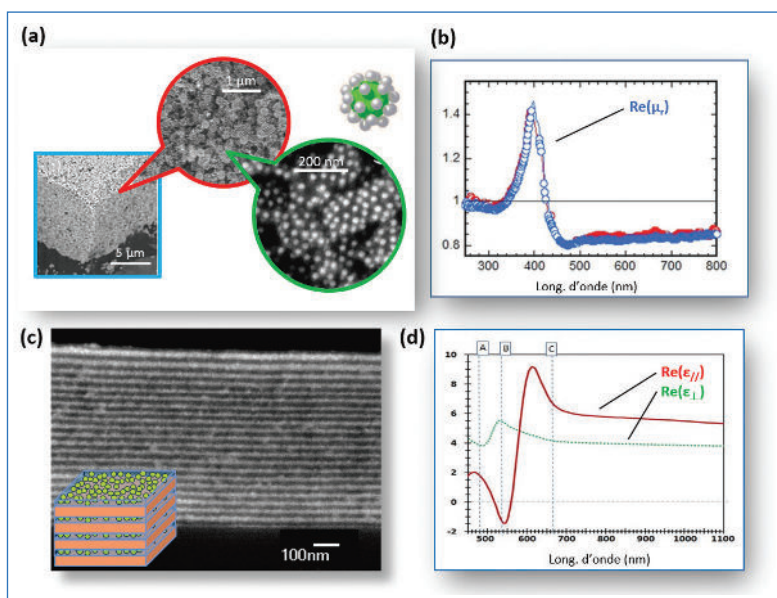 (a)
1 µm
200 nm
5 µm
(b)
Re(μr)
1.4
1.2
1
0.8
300
400
500
600
700
800
Long. d'onde (nm)
(c)
100nm
(d)
A
B
C
10
8
6
4
2
0
-2
Re(ε//)
Re(ε⊥)
500
600
700
800
900
1000
1100
Long. d'onde (nm)